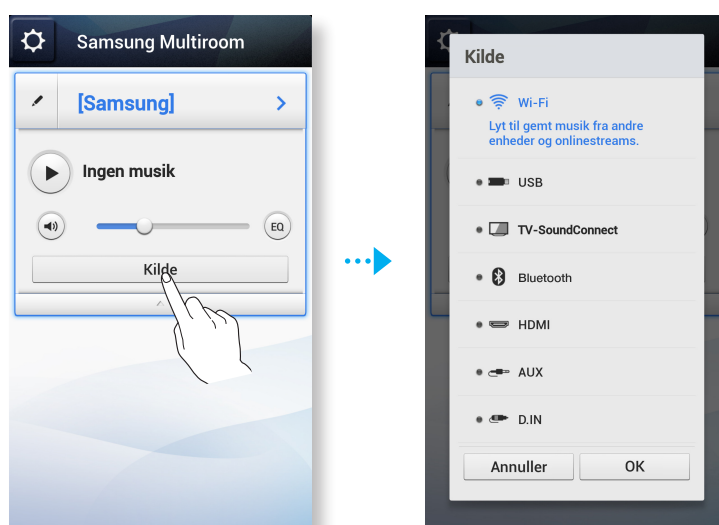 Samsung Multiroom
[Samsung]
Ingen musik
EQ
Kilde
Kilde
Wi-Fi
Lyt til gemt musik fra andre
enheder og onlinestreams.
USB
TV-SoundConnect
Bluetooth
HDMI
AUX
D.IN
Annuller
OK